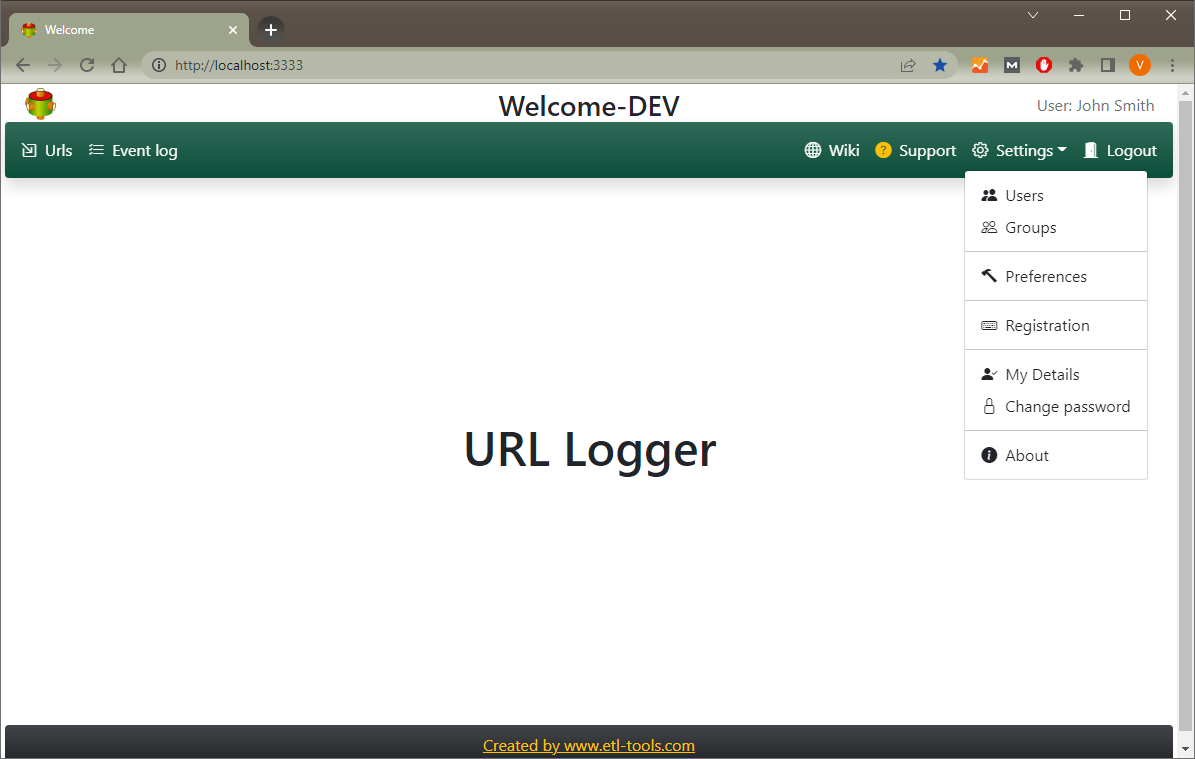 Welcome
http://localhost:3333
M
V
Welcome-DEV
User: John Smith
Urls Event log Wiki ? Support Settings Logout
Users
Groups
Preferences
Registration
My Details
Change password
i About
URL Logger
Created by www.etl-tools.com